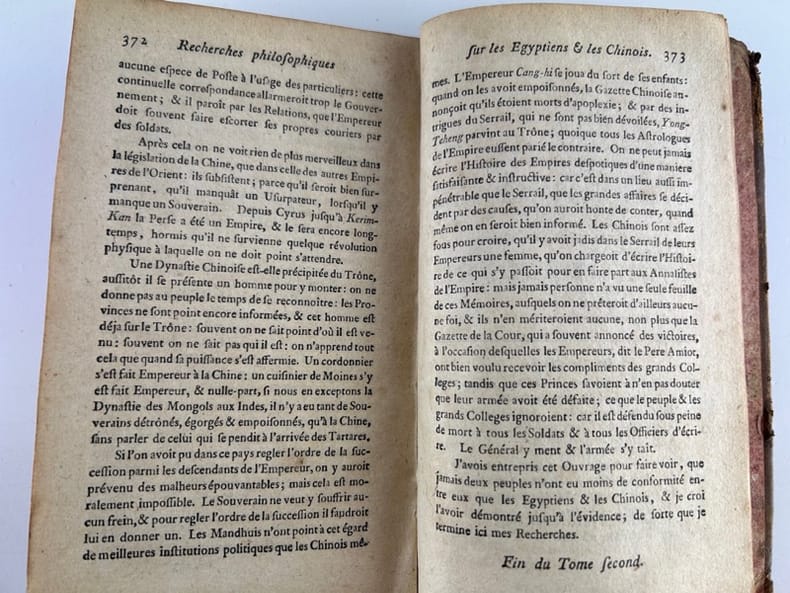 372 Recherches philosophiques
aucune espece de Poste à l'usage des particuliers: cette
continuelle correspondance allarmeroit trop le Gouver-
nement; & il paroît par les Relations, que l'Empereur
doit souvent faire escorter ses propres couriers par
des soldats.
Après cela on ne voit rien de plus merveilleux dans
la législation de la Chine, que dans celle des autres Empi-
res de l'Orient: ils subsistent; parce qu'il seroit bien sur-
prenant, qu'il manquât un Usurpateur, lorsqu'il y
manque un Souverain. Depuis Cyrus jusqu'à Kerim-
Kan la Perse a été un Empire, & le sera encore long-
temps, hormis qu'il ne survienne quelque révolution
physique à laquelle on ne doit point s'attendre.
Une Dynastie Chinoise est-elle précipitée du Trône,
aussitôt il se présente un homme pour y monter: on ne
donne pas au peuple le temps de se reconnoître: les Pro-
vinces ne sont point encore informées, & cet homme est
déja sur le Trône: souvent on ne sait point d'où il est ve-
nu: souvent on ne sait pas qui il est: on n'apprend tout
cela que quand sa puissance s'est affermie. Un cordonnier
s'est fait Empereur à la Chine: un cuisinier de Moines s'y
est fait Empereur, & nulle-part, si nous en exceptons la
Dynastie des Mongols aux Indes, il n'y a eu tant de Sou-
verains détrônés, égorgés & empoisonnés, qu'à la Chine,
sans parler de celui qui se pendit à l'arrivée des Tartares.
Si l'on avoit pu dans ce pays regler l'ordre de la suc-
cession parmi les descendants de l'Empereur, on y auroit
prévenu des malheurs épouvantables; mais cela est mo-
ralement impossible. Le Souverain ne veut y souffrir au-
cun frein, & pour regler l'ordre de la succession il faudroit
lui en donner un. Les Mandhuis n'ont point à cet égard
de meilleures institutions politiques que les Chinois mê-
sur les Egyptiens & les Chinois. 373
mes. L'Empereur Cang-hi se joua du sort de ses enfants:
quand on les avoit empoisonnés, la Gazette Chinoise an-
nonçoit qu'ils étoient morts d'apoplexie; & par des in-
trigues du Serrail, qui ne sont pas bien dévoilées, Yong-
Tcheng parvint au Trône; quoique tous les Astrologues
de l'Empire eussent parié le contraire. On ne peut jamais
écrire l'Histoire des Empires despotiques d'une maniere
satisfaisante & instructive: car c'est dans un lieu aussi im-
pénétrable que le Serrail, que les grandes affaires se déci-
dent par des causes, qu'on auroit honte de conter, quand
même on en seroit bien informé. Les Chinois sont assez
fous pour croire, qu'il y avoit jadis dans le Serrail de leurs
Empereurs une femme, qu'on chargeoit d'écrire l'Histoi-
re de ce qui s'y passoit pour en faire part aux Annalistes
de l'Empire: mais jamais personne n'a vu une seule feuille
de ces Mémoires, ausquels on ne prêteroit d'ailleurs aucu-
ne foi, & ils n'en mériteroient aucune, non plus que la
Gazette de la Cour, qui a souvent annoncé des victoires,
à l'occasion desquelles les Empereurs, dit le Pere Amiot,
ont bien voulu recevoir les compliments des grands Col-
leges; tandis que ces Princes savoient à n'en pas douter
que leur armée avoit été défaite; ce que le peuple & les
grands Colleges ignoroient: car il est défendu sous peine
de mort à tous les Soldats & à tous les Officiers d'écri-
re. Le Général y ment & l'armée s'y taît.
J'avois entrepris cet Ouvrage pour faire voir, que
jamais deux peuples n'ont eu moins de conformité en-
tre eux que les Egyptiens & les Chinois, & je croi
l'avoir démontré jusqu'à l'évidence; de sorte que je
termine ici mes Recherches.
Fin du Tome second.